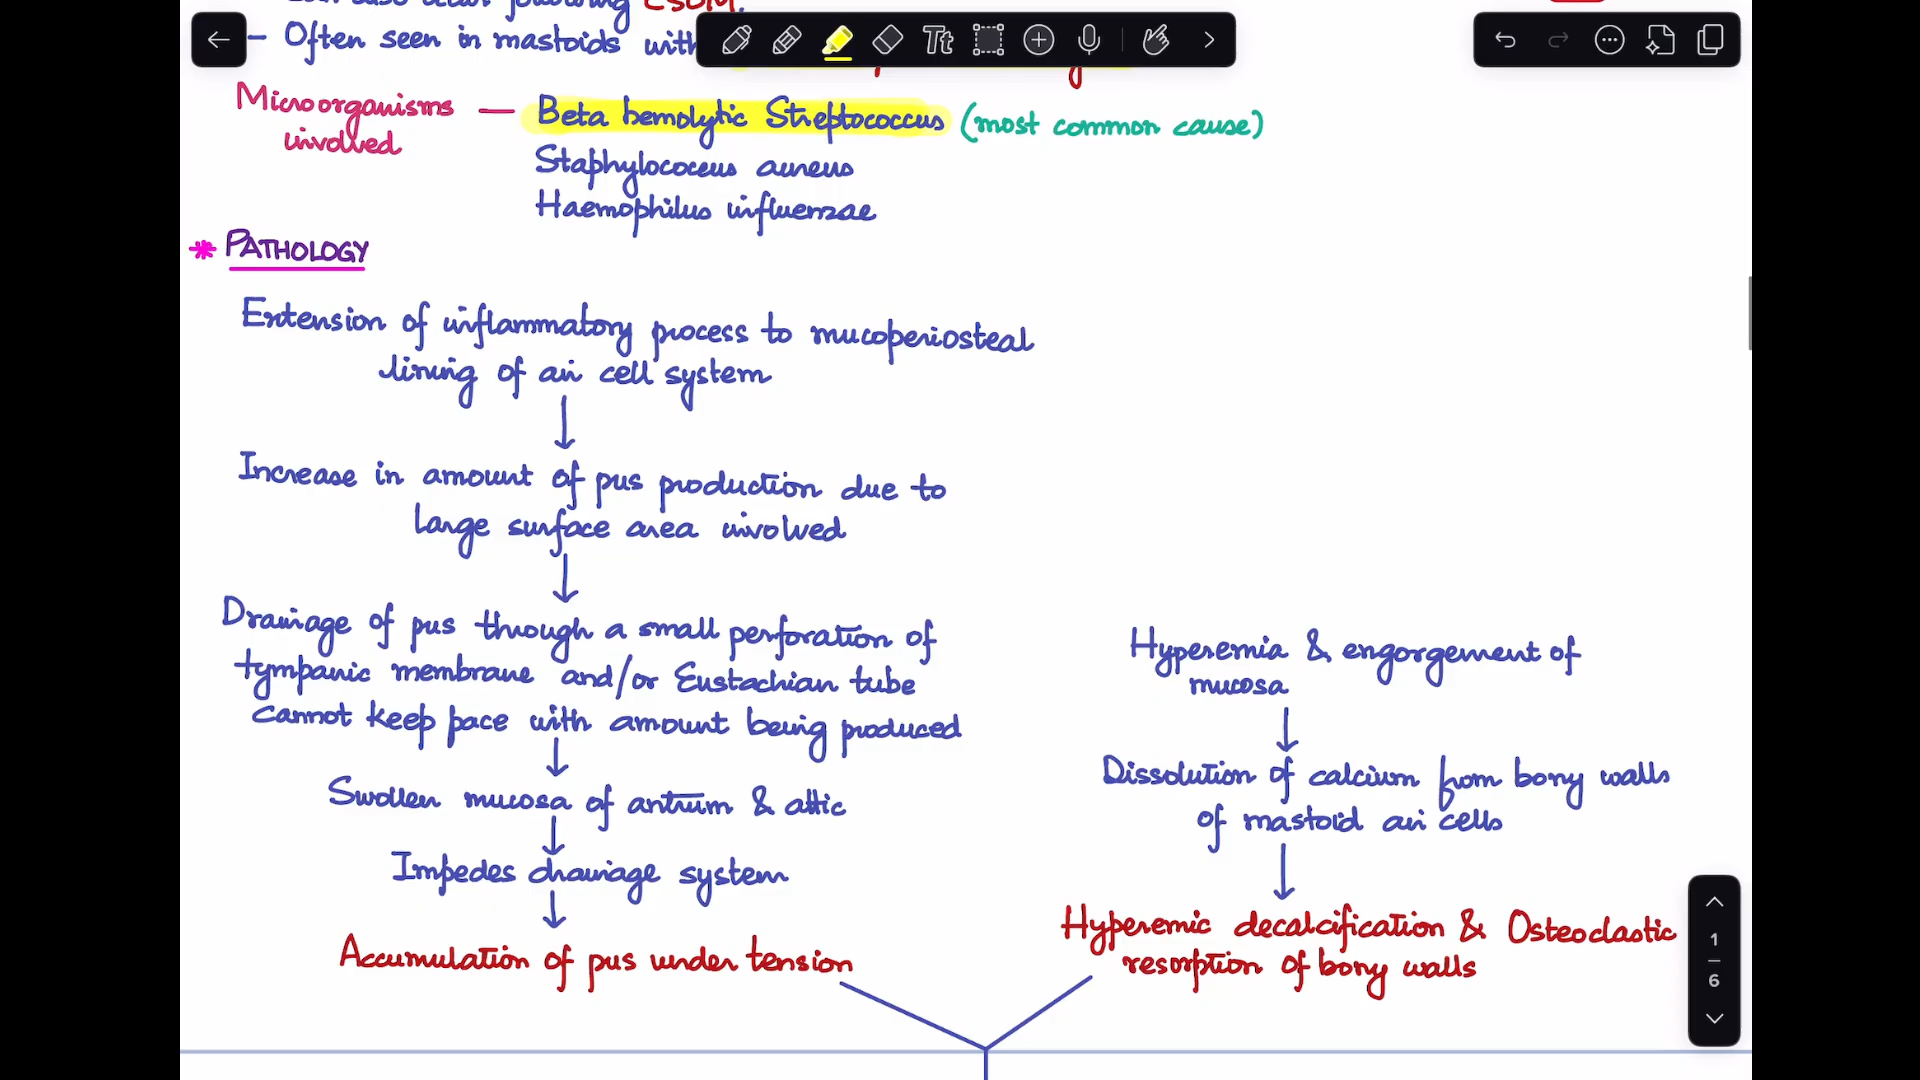 CSOM.
– Often seen in mastoids with
Microorganisms — Beta hemolytic Streptococcus (most common cause)
involved
Staphylococcus aureus
Haemophilus influenzae
* PATHOLOGY
Extension of inflammatory process to mucoperiosteal
lining of air cell system
Increase in amount of pus production due to
large surface area involved
Drainage of pus through a small perforation of
tympanic membrane and/or Eustachian tube
cannot keep pace with amount being produced
Swollen mucosa of antrum & attic
Impedes drainage system
Accumulation of pus under tension
Hyperemia & engorgement of
mucosa
Dissolution of calcium from bony walls
of mastoid air cells
Hyperemic decalcification & Osteoclastic
resorption of bony walls
Tt
1
6